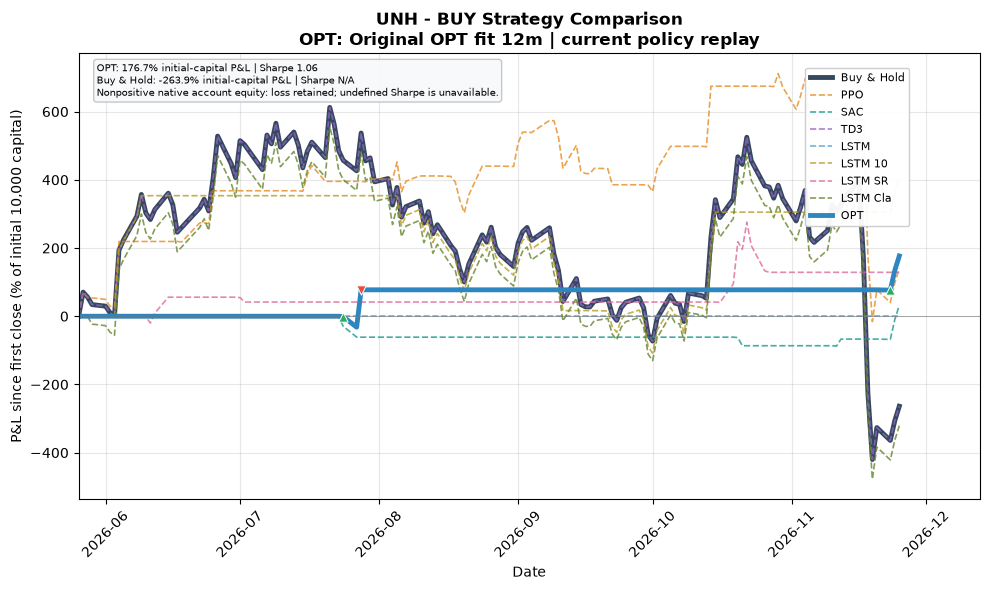 UNH - BUY Strategy Comparison
OPT: Original OPT fit 12m | current policy replay
OPT: 176.7% initial-capital P&L | Sharpe 1.06
Buy & Hold: -263.9% initial-capital P&L | Sharpe N/A
Nonpositive native account equity: loss retained; undefined Sharpe is unavailable.
Buy & Hold
PPO
SAC
TD3
LSTM
LSTM 10
LSTM SR
LSTM Cla
OPT
P&L since first close (% of initial 10,000 capital)
600
400
200
0
−200
−400
2026-06
2026-07
2026-08
2026-09
2026-10
2026-11
2026-12
Date